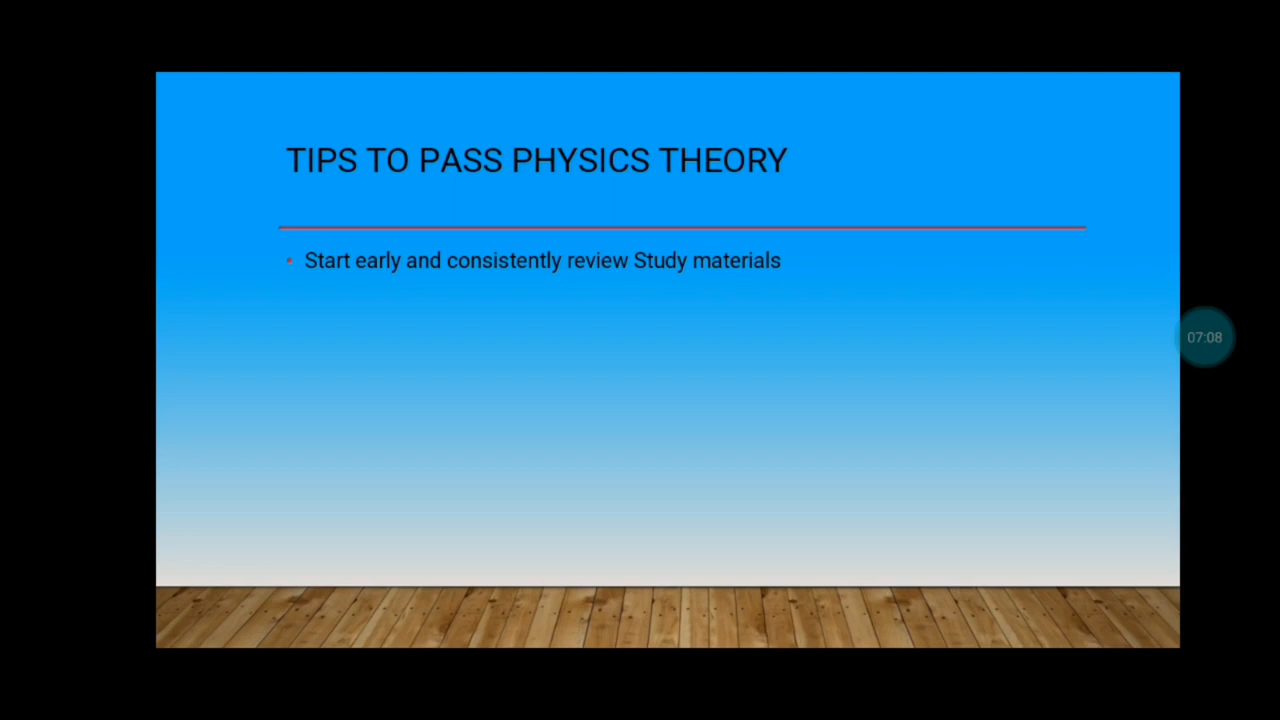 TIPS TO PASS PHYSICS THEORY
• Start early and consistently review Study materials
07:08